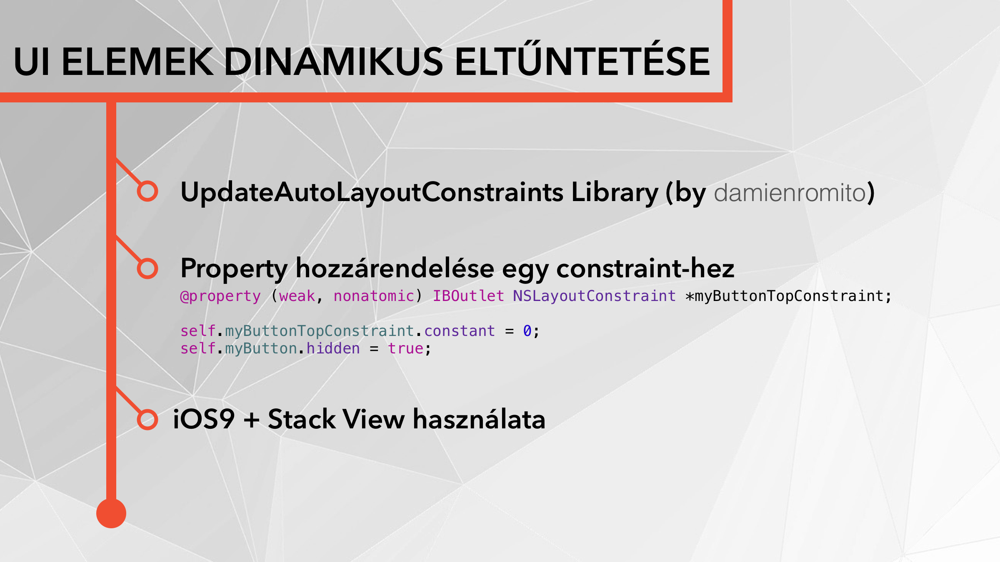 UI ELEMEK DINAMIKUS ELTŰNTETÉSE
UpdateAutoLayoutConstraints Library (by damienromito)
Property hozzárendelése egy constraint-hez
@property (weak, nonatomic) IBOutlet NSLayoutConstraint *myButtonTopConstraint;
self.myButtonTopConstraint.constant = 0;
self.myButton.hidden = true;
iOS9 + Stack View használata